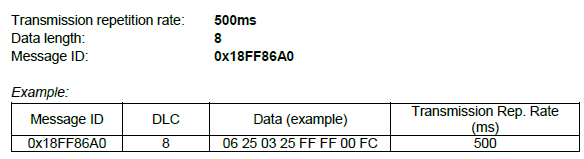 Transmission repetition rate: 500ms
Data length: 8
Message ID: 0x18FF86A0
Example:
Message ID DLC Data (example) Transmission Rep. Rate (ms)
0x18FF86A0 8 06 25 03 25 FF FF 00 FC 500